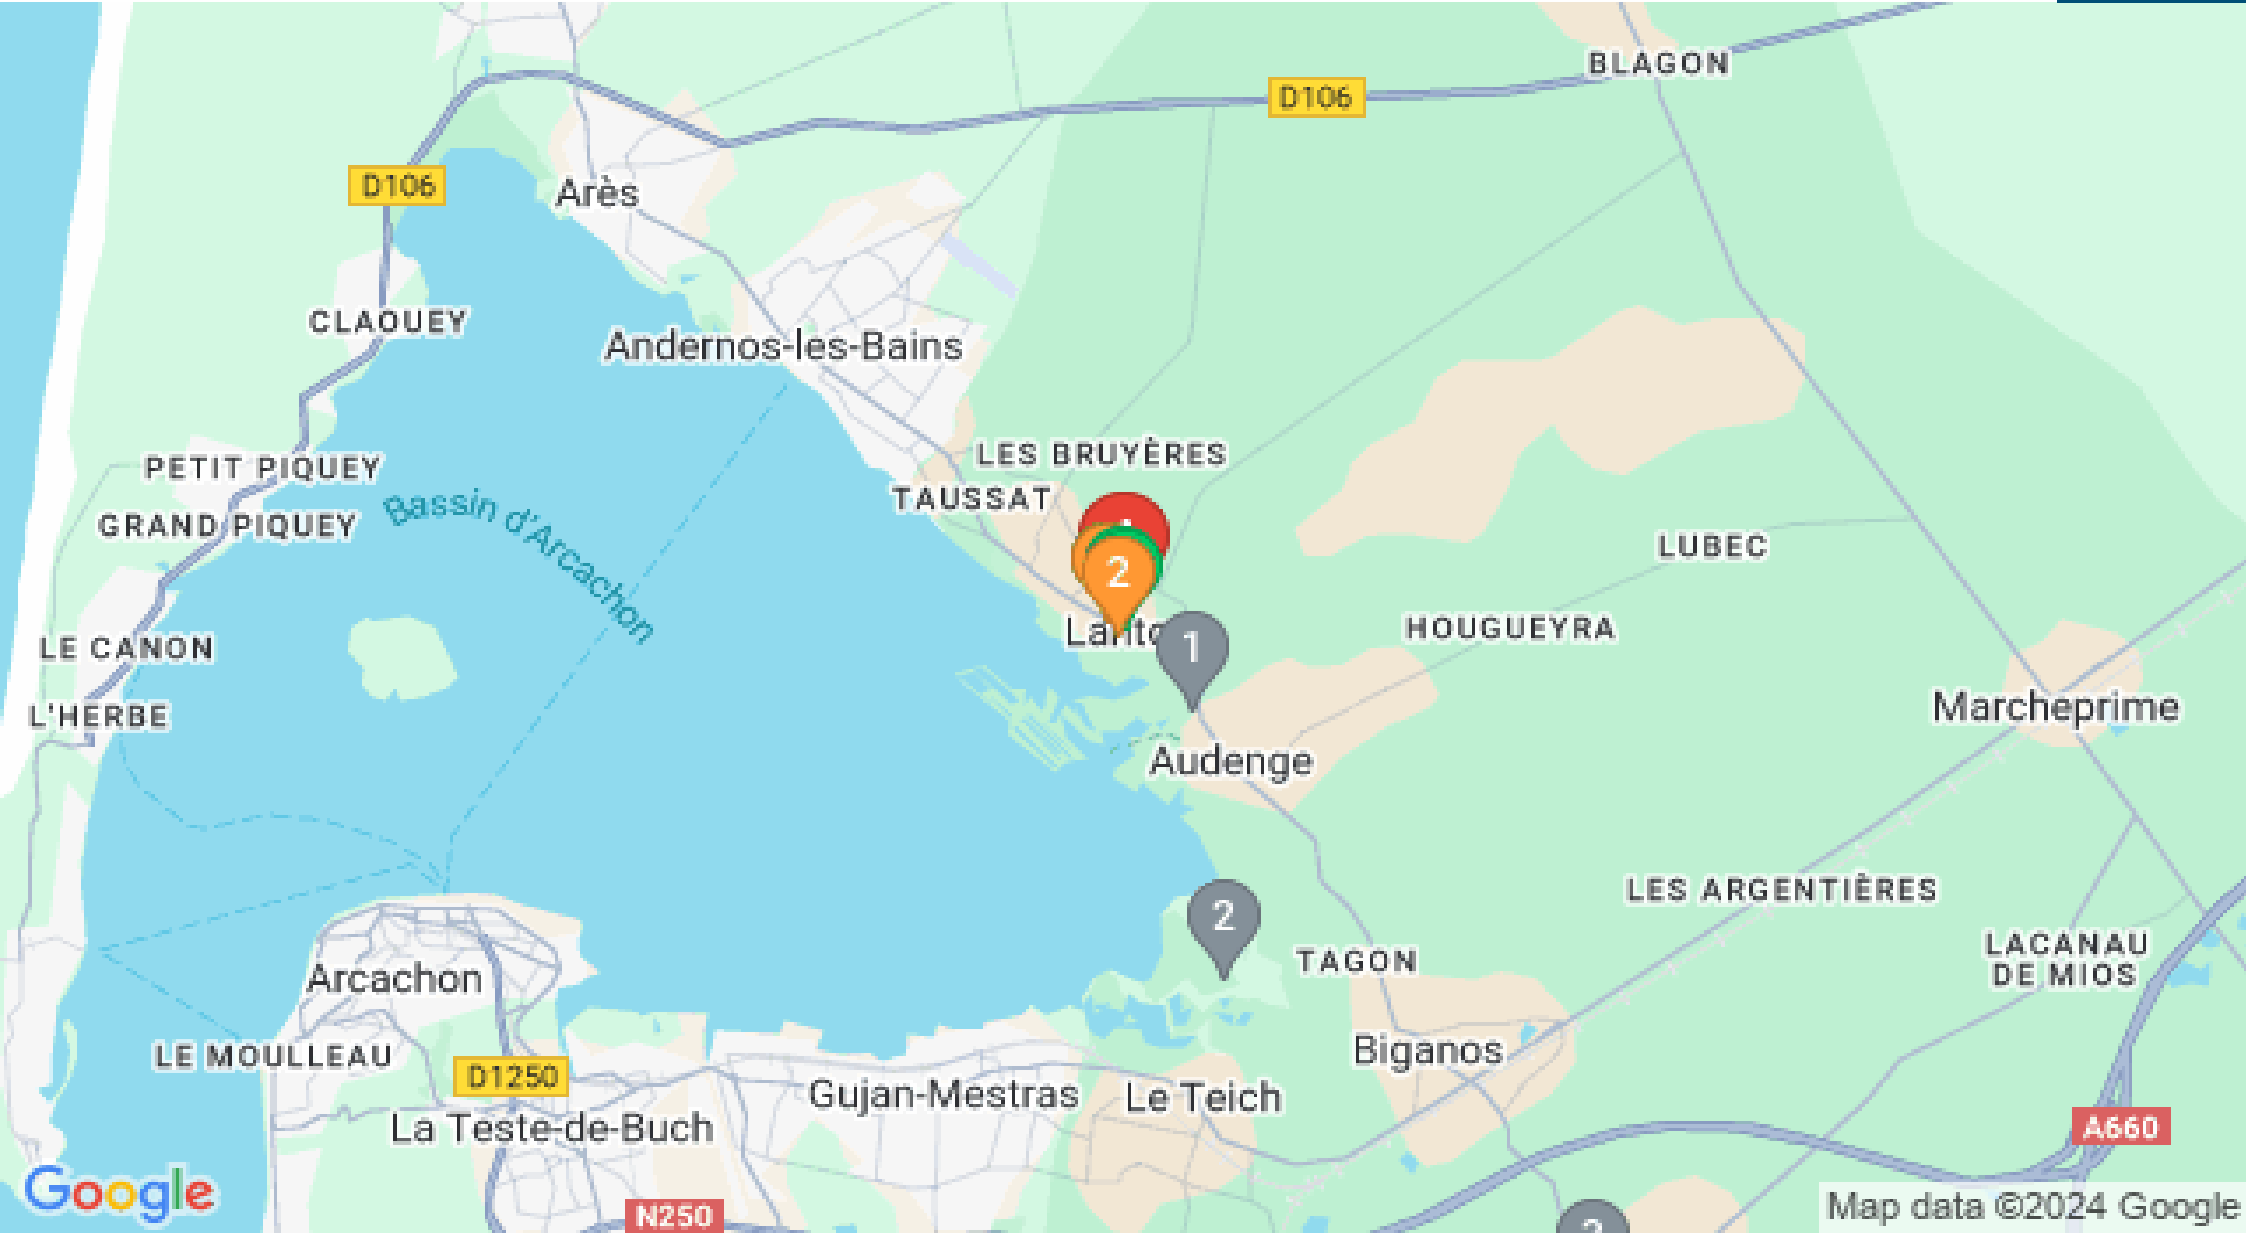 BLAGON
D106
D106
Arès
CLAOUEY
Andernos-les-Bains
LES BRUYÈRES
PETIT PIQUEY
TAUSSAT
Bassin d'Arcachon
GRAND PIQUEY
LUBEC
2
HOUGUEYRA
LE CANON
1
L'HERBE
Marcheprime
Audenge
LES ARGENTIÈRES
2
LACANAU
DE MIOS
TAGON
Arcachon
Biganos
LE MOULLEAU
D1250
Gujan-Mestras
Le Teich
La Teste-de-Buch
A660
Google
N250
Map data ©2024 Google